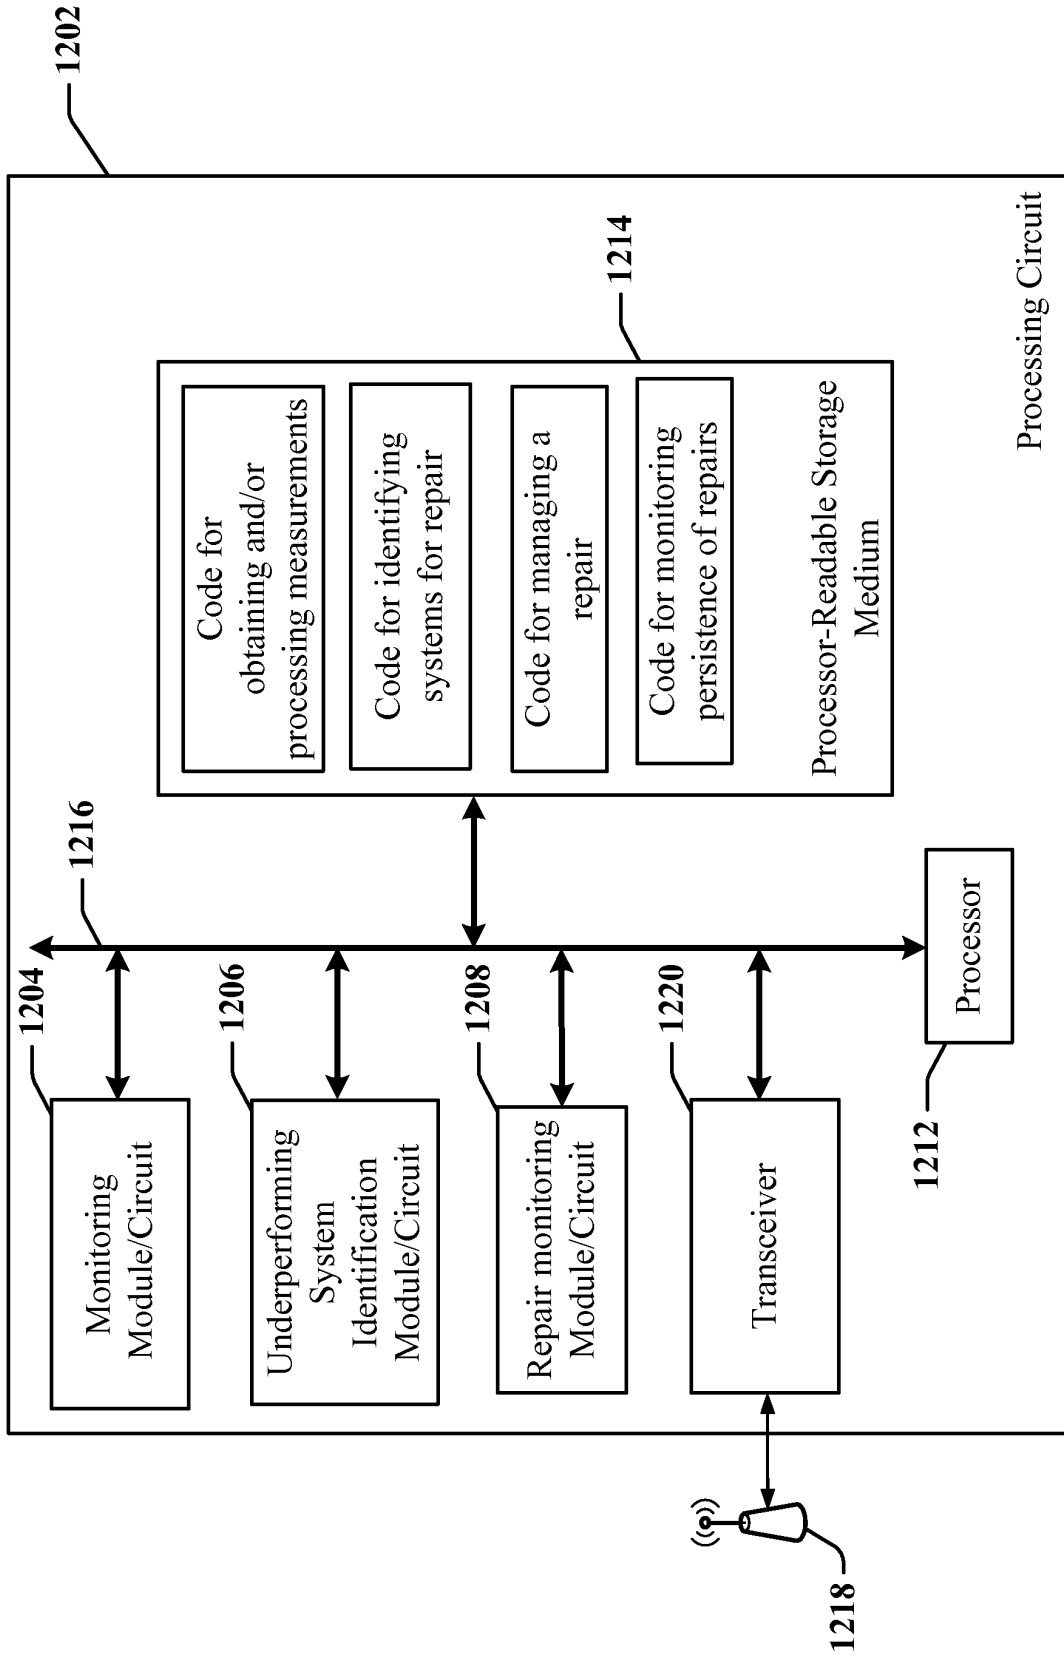 1202
1216
1204
Monitoring
Module/Circuit
1206
Underperforming
System
Identification
Module/Circuit
1208
Repair monitoring
Module/Circuit
1220
Transceiver
1218
1212
Processor
1214
Code for
obtaining and/or
processing measurements
Code for identifying
systems for repair
Code for managing a
repair
Code for monitoring
persistence of repairs
Processor-Readable Storage
Medium
Processing Circuit